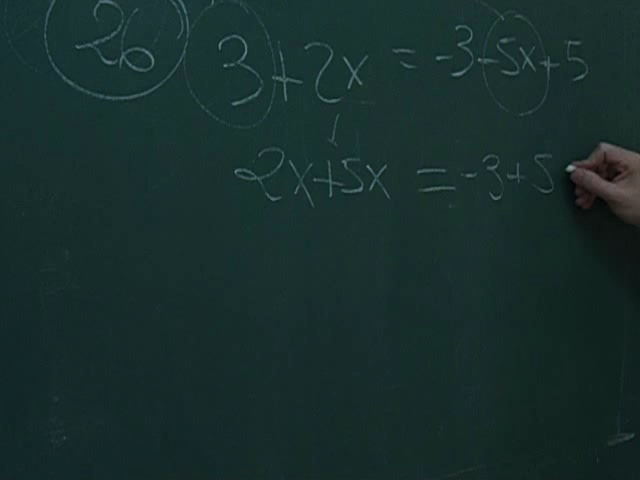 26
3+2x = -3-5x+5
2x+5x = -3+5